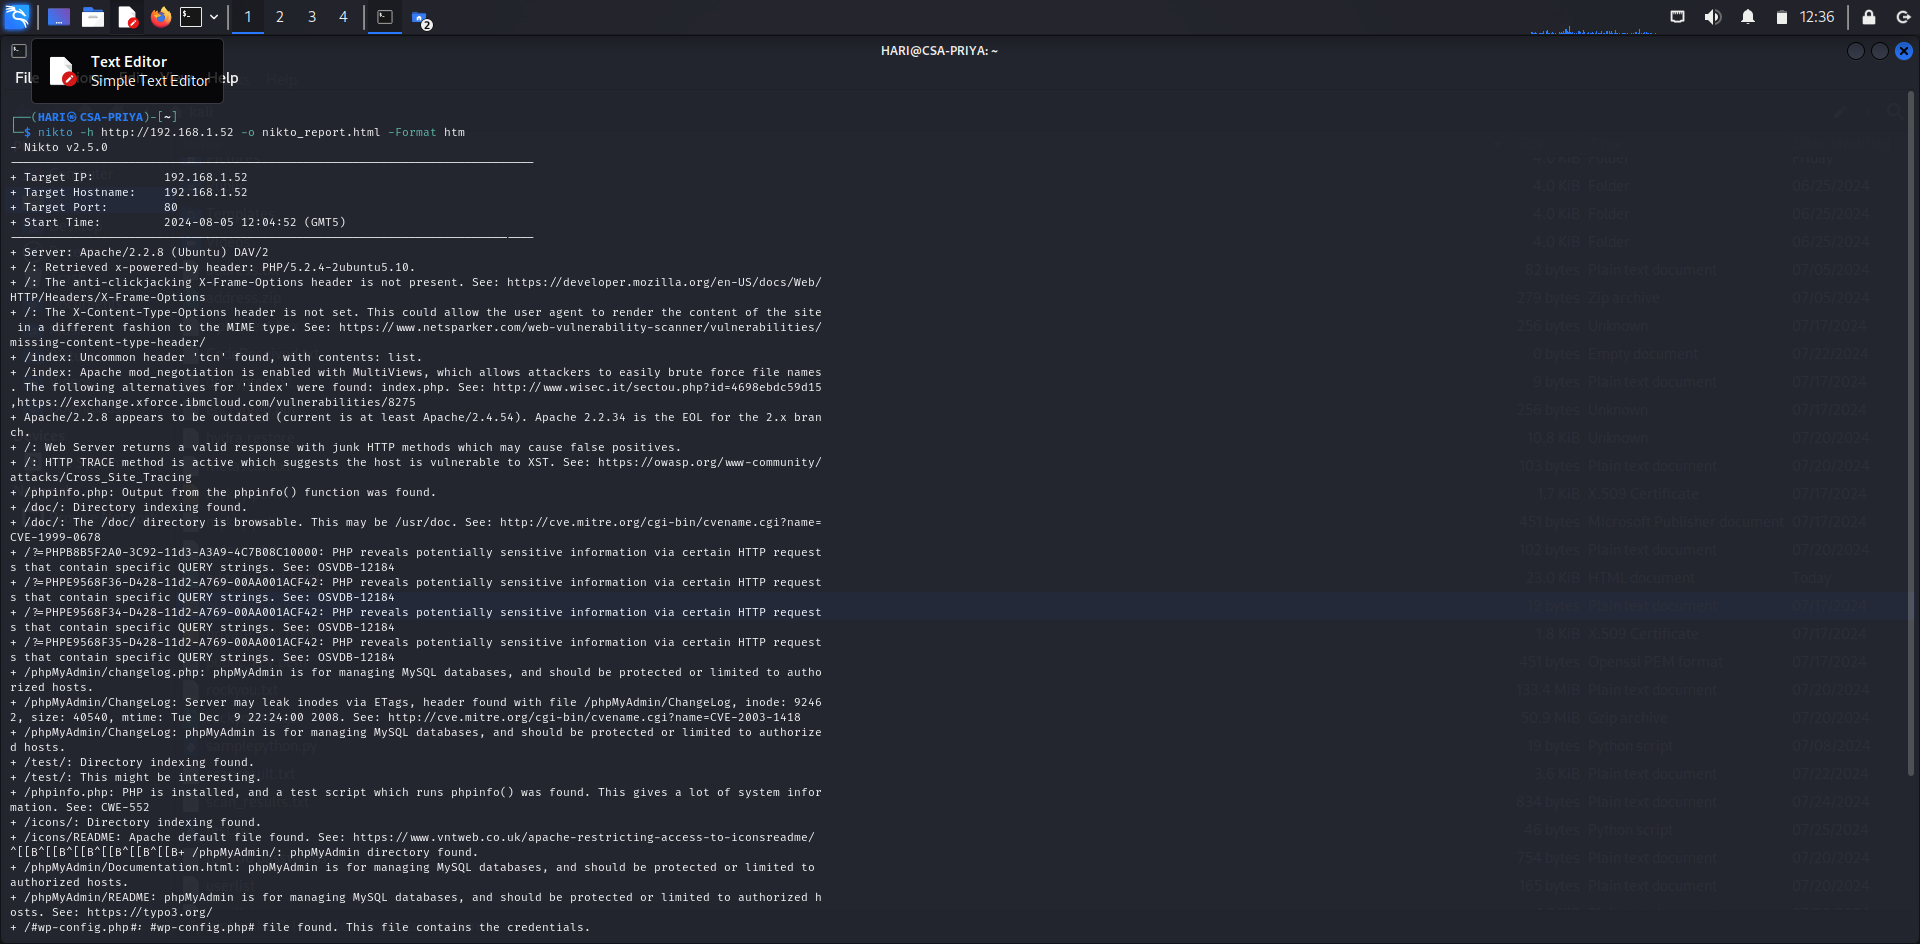 1 2 3 4
2
12:36
HARI@CSA-PRIYA: ~
Text Editor
Simple Text Editor
File Help
┌──(HARI㉿CSA-PRIYA)-[~]
└─$ nikto -h http://192.168.1.52 -o nikto_report.html -Format htm
- Nikto v2.5.0
---------------------------------------------------------------------------
+ Target IP:          192.168.1.52
+ Target Hostname:    192.168.1.52
+ Target Port:        80
+ Start Time:         2024-08-05 12:04:52 (GMT5)
---------------------------------------------------------------------------
+ Server: Apache/2.2.8 (Ubuntu) DAV/2
+ /: Retrieved x-powered-by header: PHP/5.2.4-2ubuntu5.10.
+ /: The anti-clickjacking X-Frame-Options header is not present. See: https://developer.mozilla.org/en-US/docs/Web/
HTTP/Headers/X-Frame-Options
+ /: The X-Content-Type-Options header is not set. This could allow the user agent to render the content of the site
 in a different fashion to the MIME type. See: https://www.netsparker.com/web-vulnerability-scanner/vulnerabilities/
missing-content-type-header/
+ /index: Uncommon header 'tcn' found, with contents: list.
+ /index: Apache mod_negotiation is enabled with MultiViews, which allows attackers to easily brute force file names
. The following alternatives for 'index' were found: index.php. See: http://www.wisec.it/sectou.php?id=4698ebdc59d15
,https://exchange.xforce.ibmcloud.com/vulnerabilities/8275
+ Apache/2.2.8 appears to be outdated (current is at least Apache/2.4.54). Apache 2.2.34 is the EOL for the 2.x bran
ch.
+ /: Web Server returns a valid response with junk HTTP methods which may cause false positives.
+ /: HTTP TRACE method is active which suggests the host is vulnerable to XST. See: https://owasp.org/www-community/
attacks/Cross_Site_Tracing
+ /phpinfo.php: Output from the phpinfo() function was found.
+ /doc/: Directory indexing found.
+ /doc/: The /doc/ directory is browsable. This may be /usr/doc. See: http://cve.mitre.org/cgi-bin/cvename.cgi?name=
CVE-1999-0678
+ /?=PHPB8B5F2A0-3C92-11d3-A3A9-4C7B08C10000: PHP reveals potentially sensitive information via certain HTTP request
s that contain specific QUERY strings. See: OSVDB-12184
+ /?=PHPE9568F36-D428-11d2-A769-00AA001ACF42: PHP reveals potentially sensitive information via certain HTTP request
s that contain specific QUERY strings. See: OSVDB-12184
+ /?=PHPE9568F34-D428-11d2-A769-00AA001ACF42: PHP reveals potentially sensitive information via certain HTTP request
s that contain specific QUERY strings. See: OSVDB-12184
+ /?=PHPE9568F35-D428-11d2-A769-00AA001ACF42: PHP reveals potentially sensitive information via certain HTTP request
s that contain specific QUERY strings. See: OSVDB-12184
+ /phpMyAdmin/changelog.php: phpMyAdmin is for managing MySQL databases, and should be protected or limited to autho
rized hosts.
+ /phpMyAdmin/ChangeLog: Server may leak inodes via ETags, header found with file /phpMyAdmin/ChangeLog, inode: 9246
2, size: 40540, mtime: Tue Dec  9 22:24:00 2008. See: http://cve.mitre.org/cgi-bin/cvename.cgi?name=CVE-2003-1418
+ /phpMyAdmin/ChangeLog: phpMyAdmin is for managing MySQL databases, and should be protected or limited to authorize
d hosts.
+ /test/: Directory indexing found.
+ /test/: This might be interesting.
+ /phpinfo.php: PHP is installed, and a test script which runs phpinfo() was found. This gives a lot of system infor
mation. See: CWE-552
+ /icons/: Directory indexing found.
+ /icons/README: Apache default file found. See: https://www.vntweb.co.uk/apache-restricting-access-to-iconsreadme/
^[[B^[[B^[[B^[[B^[[B^[[B+ /phpMyAdmin/: phpMyAdmin directory found.
+ /phpMyAdmin/Documentation.html: phpMyAdmin is for managing MySQL databases, and should be protected or limited to
authorized hosts.
+ /phpMyAdmin/README: phpMyAdmin is for managing MySQL databases, and should be protected or limited to authorized h
osts. See: https://typo3.org/
+ /#wp-config.php#: #wp-config.php# file found. This file contains the credentials.